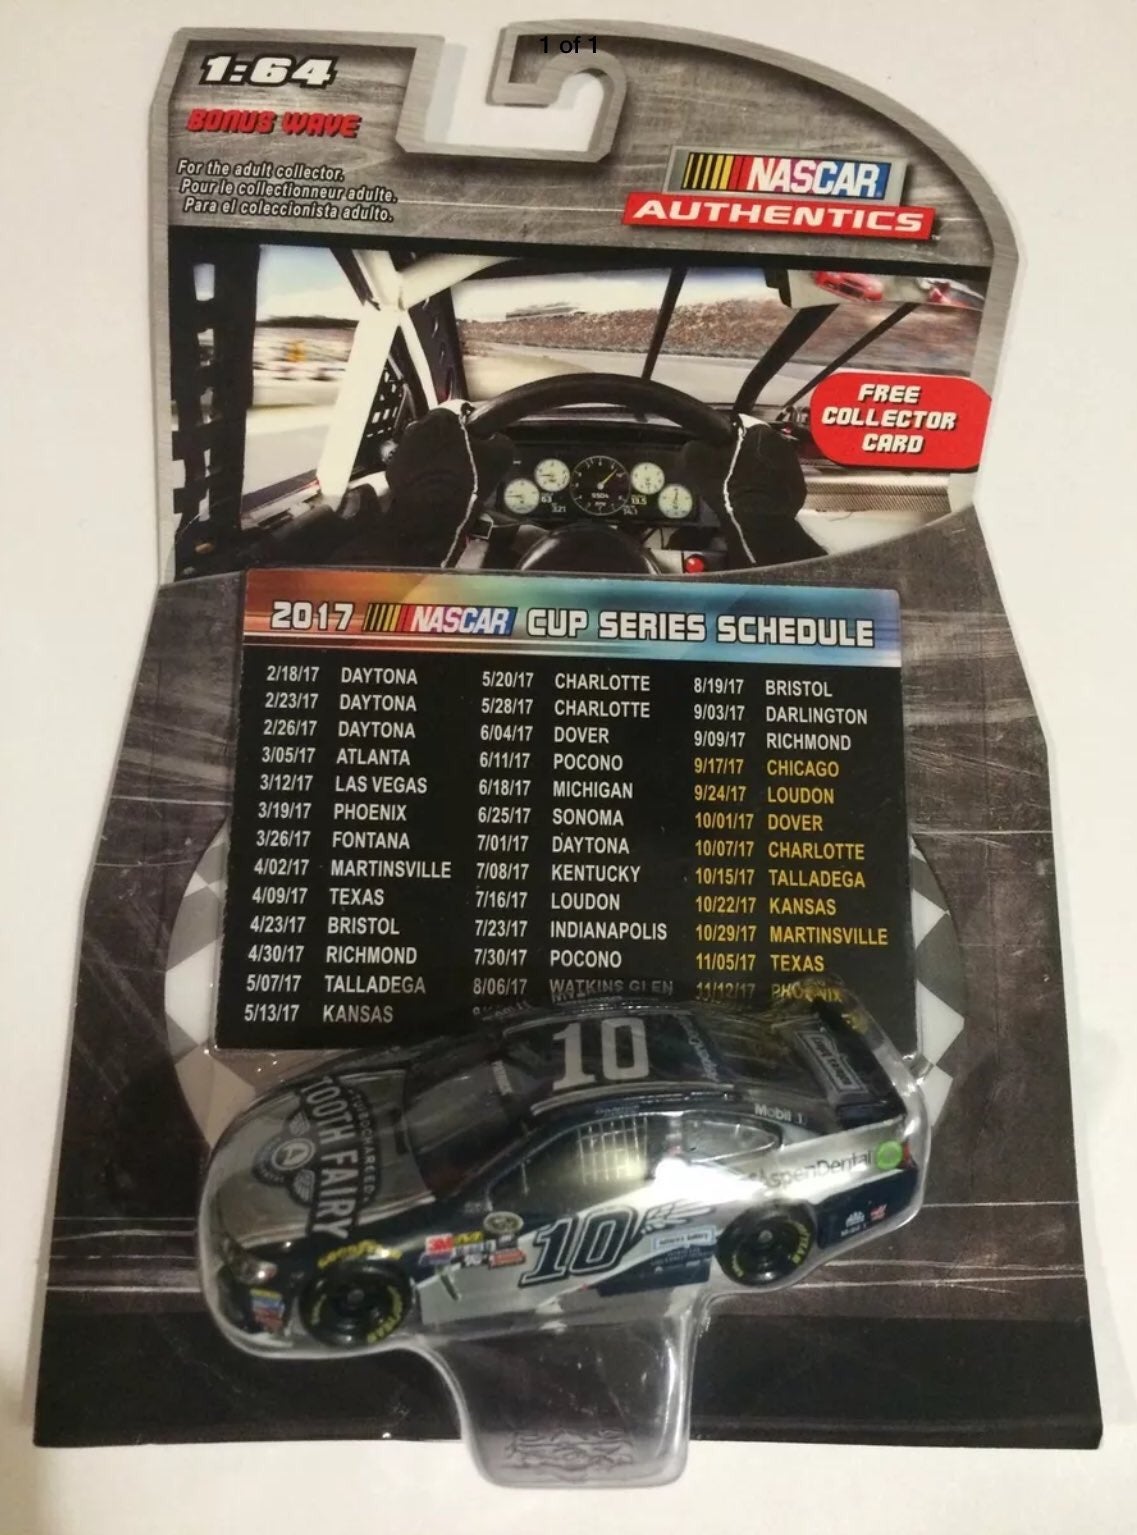 1 of 1
1:64
BONUS WAVE
For the adult collector.
Pour le collectionneur adulte.
Para el coleccionista adulto.
NASCAR
AUTHENTICS
FREE
COLLECTOR
CARD
2017 NASCAR CUP SERIES SCHEDULE
2/18/17 DAYTONA
2/23/17 DAYTONA
2/26/17 DAYTONA
3/05/17 ATLANTA
3/12/17 LAS VEGAS
3/19/17 PHOENIX
3/26/17 FONTANA
4/02/17 MARTINSVILLE
4/09/17 TEXAS
4/23/17 BRISTOL
4/30/17 RICHMOND
5/07/17 TALLADEGA
5/13/17 KANSAS
5/20/17 CHARLOTTE
5/28/17 CHARLOTTE
6/04/17 DOVER
6/11/17 POCONO
6/18/17 MICHIGAN
6/25/17 SONOMA
7/01/17 DAYTONA
7/08/17 KENTUCKY
7/16/17 LOUDON
7/23/17 INDIANAPOLIS
7/30/17 POCONO
8/06/17 WATKINS GLEN
8/19/17 BRISTOL
9/03/17 DARLINGTON
9/09/17 RICHMOND
9/17/17 CHICAGO
9/24/17 LOUDON
10/01/17 DOVER
10/07/17 CHARLOTTE
10/15/17 TALLADEGA
10/22/17 KANSAS
10/29/17 MARTINSVILLE
11/05/17 TEXAS
11/12/17 PHOENIX
10
Mobil 1
AspenDental
TURBOCHARGED
TOOTH FAIRY
A
3M
10
GOODYEAR